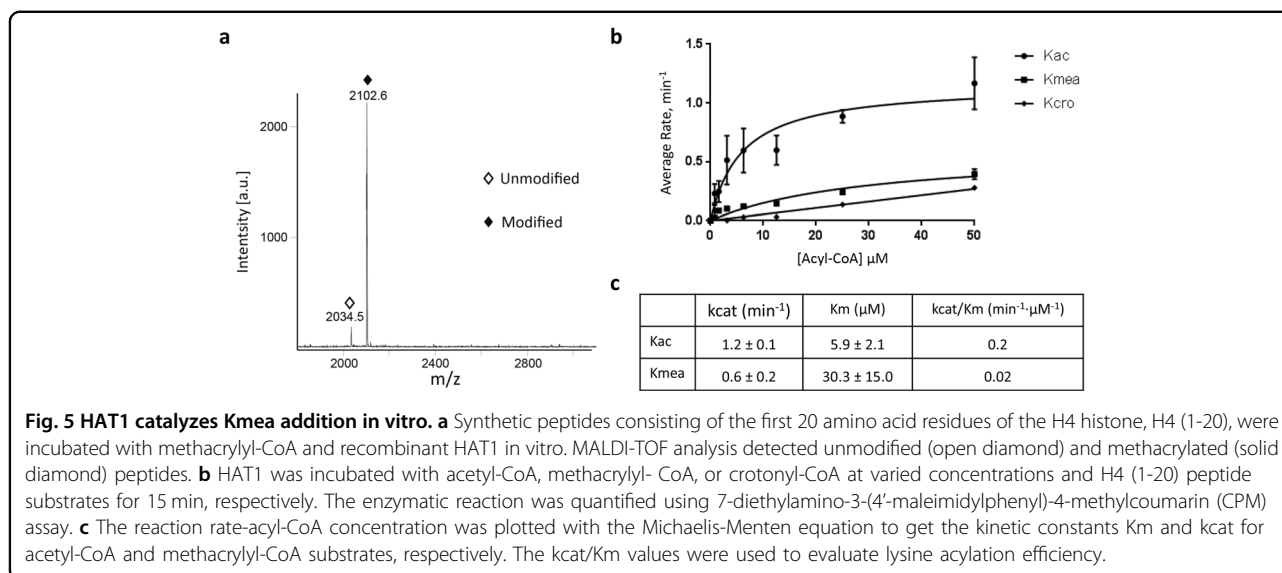 a
2102.6
2000
1000
Intentsity [a.u.]
Unmodified
Modified
2034.5
2000 2400 2800
m/z
b
1.5
1.0
0.5
0.0
Average Rate, min⁻¹
0 10 20 30 40 50
[Acyl-CoA] μM
Kac
Kmea
Kcro
c
kcat (min⁻¹) Km (μM) kcat/Km (min⁻¹·μM⁻¹)
Kac 1.2 ± 0.1 5.9 ± 2.1 0.2
Kmea 0.6 ± 0.2 30.3 ± 15.0 0.02
Fig. 5 HAT1 catalyzes Kmea addition in vitro. a Synthetic peptides consisting of the first 20 amino acid residues of the H4 histone, H4 (1-20), were
incubated with methacrylyl-CoA and recombinant HAT1 in vitro. MALDI-TOF analysis detected unmodified (open diamond) and methacrylated (solid
diamond) peptides. b HAT1 was incubated with acetyl-CoA, methacrylyl- CoA, or crotonyl-CoA at varied concentrations and H4 (1-20) peptide
substrates for 15 min, respectively. The enzymatic reaction was quantified using 7-diethylamino-3-(4′-maleimidylphenyl)-4-methylcoumarin (CPM)
assay. c The reaction rate-acyl-CoA concentration was plotted with the Michaelis-Menten equation to get the kinetic constants Km and kcat for
acetyl-CoA and methacrylyl-CoA substrates, respectively. The kcat/Km values were used to evaluate lysine acylation efficiency.